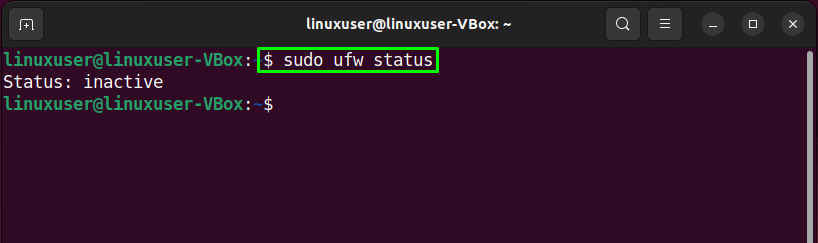 linuxuser@linuxuser-VBox: ~
linuxuser@linuxuser-VBox:~$ sudo ufw status
Status: inactive
linuxuser@linuxuser-VBox:~$